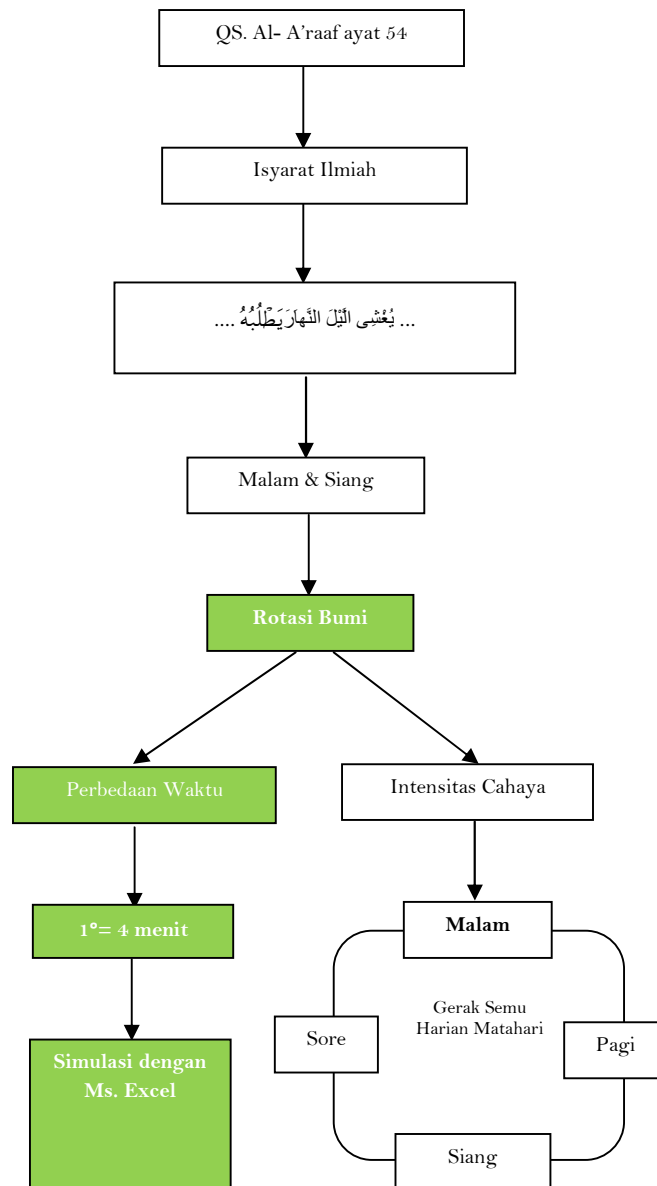 QS. Al- A’raaf ayat 54
Isyarat Ilmiah
... يُغْشِى الَّيْلَ النَّهارَيَطْلُبُهُ ....
Malam & Siang
Rotasi Bumi
Perbedaan Waktu
Intensitas Cahaya
1°= 4 menit
Malam
Gerak Semu
Harian Matahari
Sore
Pagi
Simulasi dengan
Ms. Excel
Siang